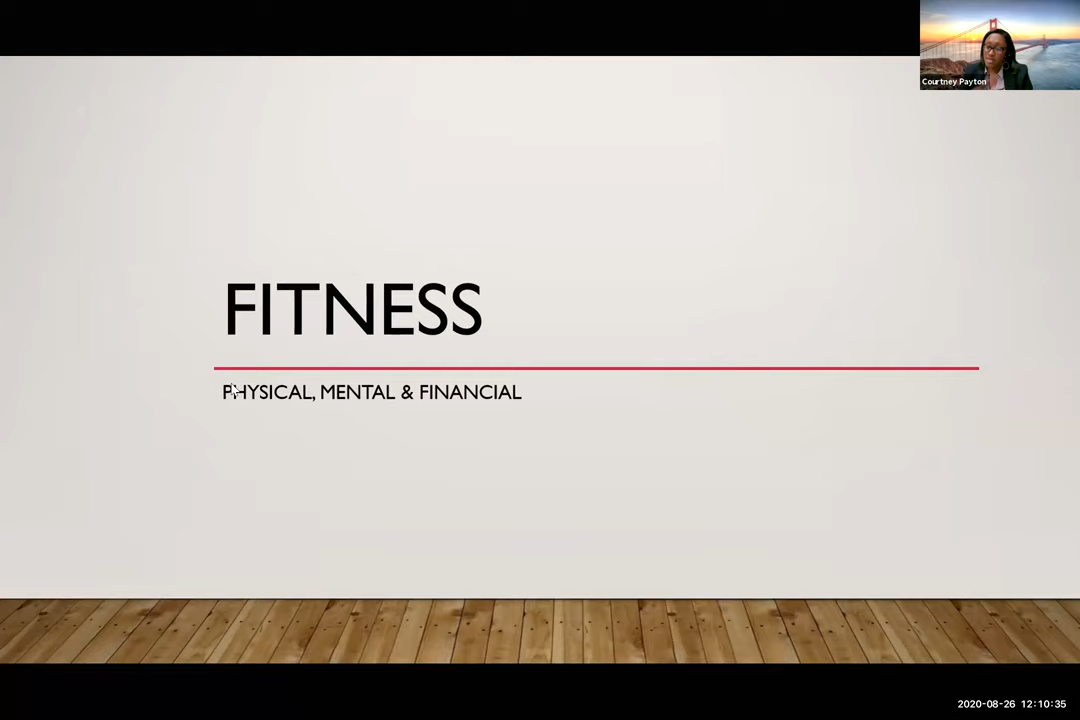 Courtney Payton
FITNESS
PHYSICAL, MENTAL & FINANCIAL
2020-08-26 12:10:35